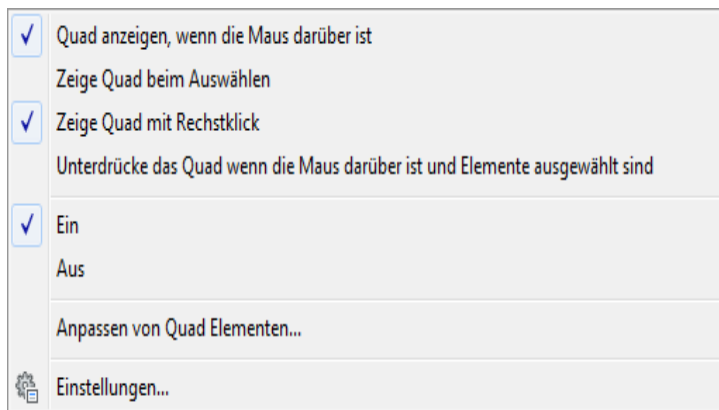 Quad anzeigen, wenn die Maus darüber ist
Zeige Quad beim Auswählen
Zeige Quad mit Rechstklick
Unterdrücke das Quad wenn die Maus darüber ist und Elemente ausgewählt sind
Ein
Aus
Anpassen von Quad Elementen...
Einstellungen...